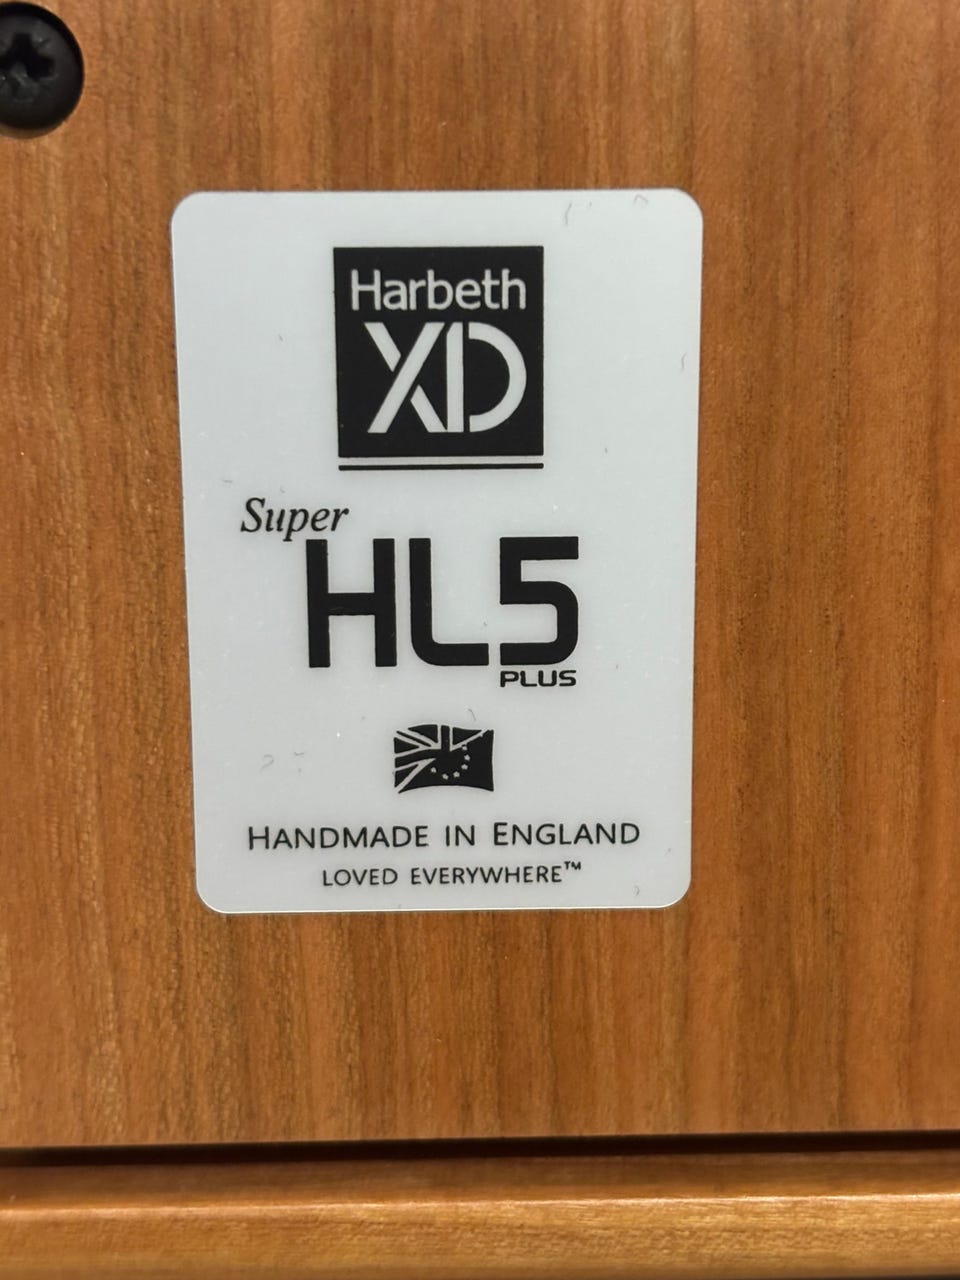 Harbeth
XD
Super
HL5
PLUS
HANDMADE IN ENGLAND
LOVED EVERYWHERE™